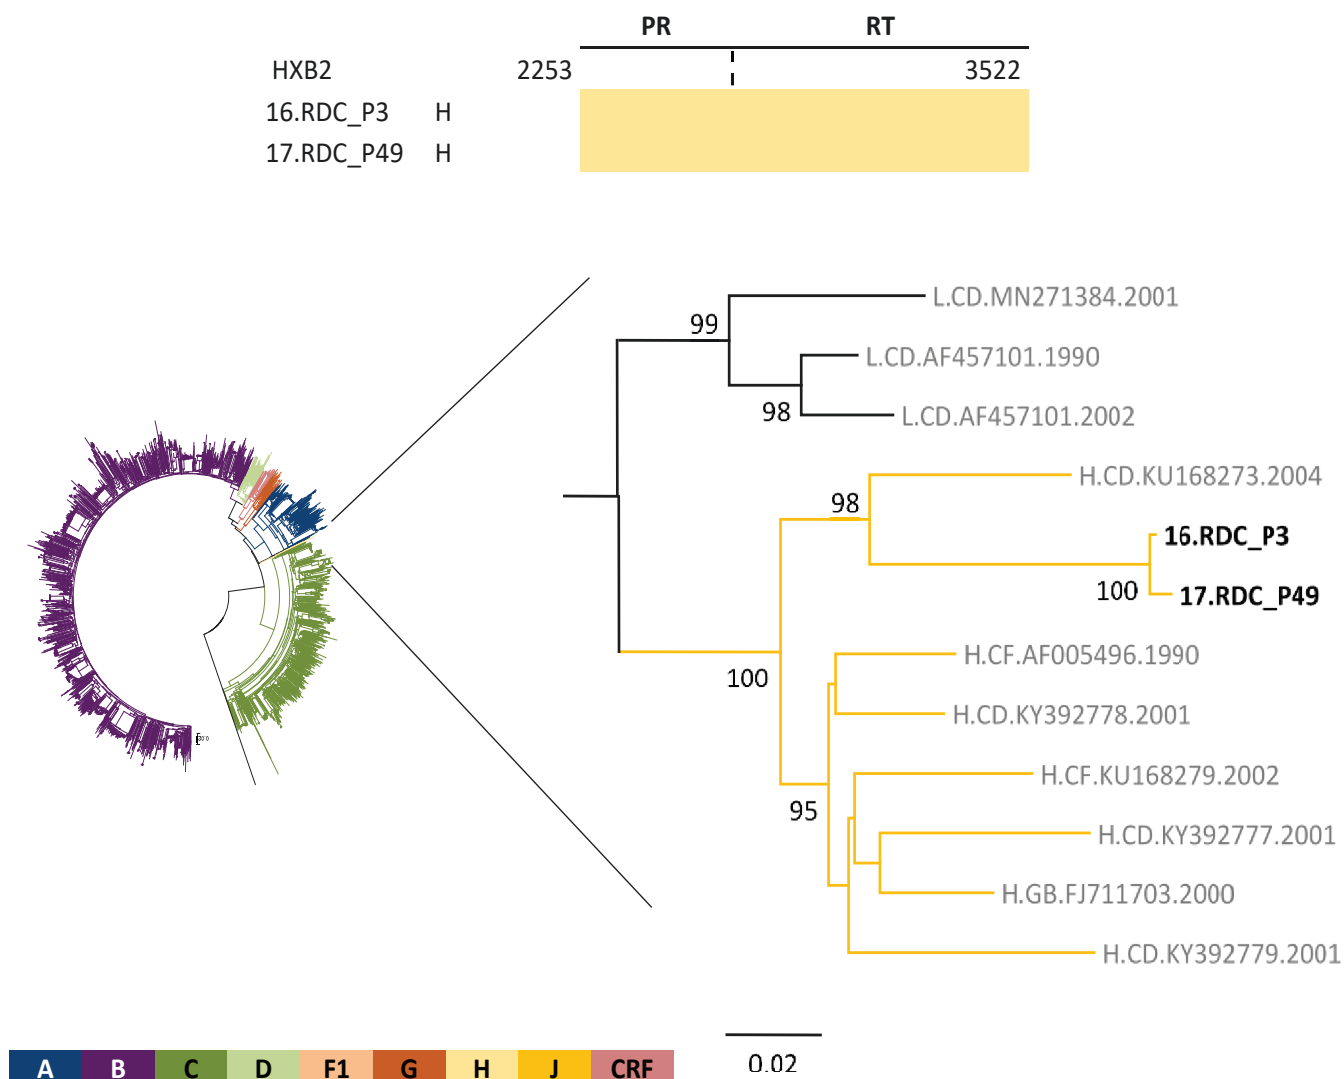 PR RT
HXB2 2253 3522
16.RDC_P3 H
17.RDC_P49 H
L.CD.MN271384.2001
99
L.CD.AF457101.1990
98
L.CD.AF457101.2002
H.CD.KU168273.2004
98
16.RDC_P3
100
17.RDC_P49
H.CF.AF005496.1990
100
H.CD.KY392778.2001
H.CF.KU168279.2002
95
H.CD.KY392777.2001
H.GB.FJ711703.2000
H.CD.KY392779.2001
0.02
A B C D F1 G H J CRF